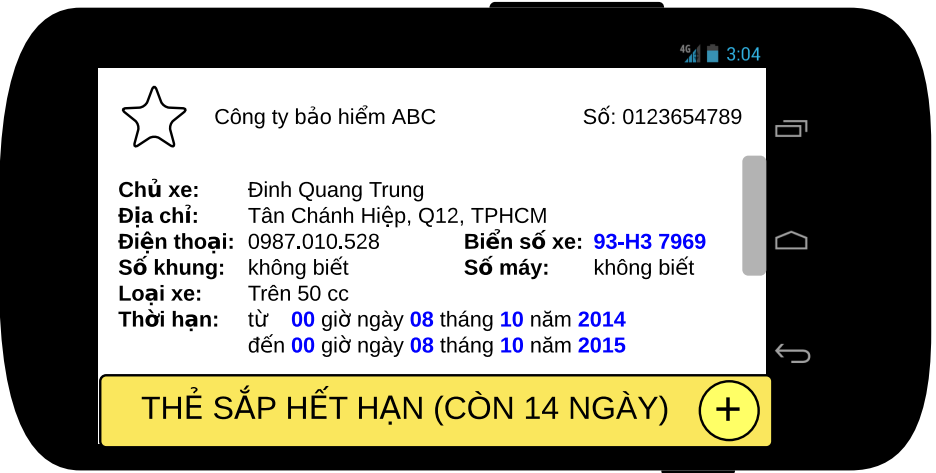 4G 3:04
Công ty bảo hiểm ABC Số: 0123654789
Chủ xe: Đinh Quang Trung
Địa chỉ: Tân Chánh Hiệp, Q12, TPHCM
Điện thoại: 0987.010.528 Biển số xe: 93-H3 7969
Số khung: không biết Số máy: không biết
Loại xe: Trên 50 cc
Thời hạn: từ 00 giờ ngày 08 tháng 10 năm 2014
đến 00 giờ ngày 08 tháng 10 năm 2015
THẺ SẮP HẾT HẠN (CÒN 14 NGÀY) +